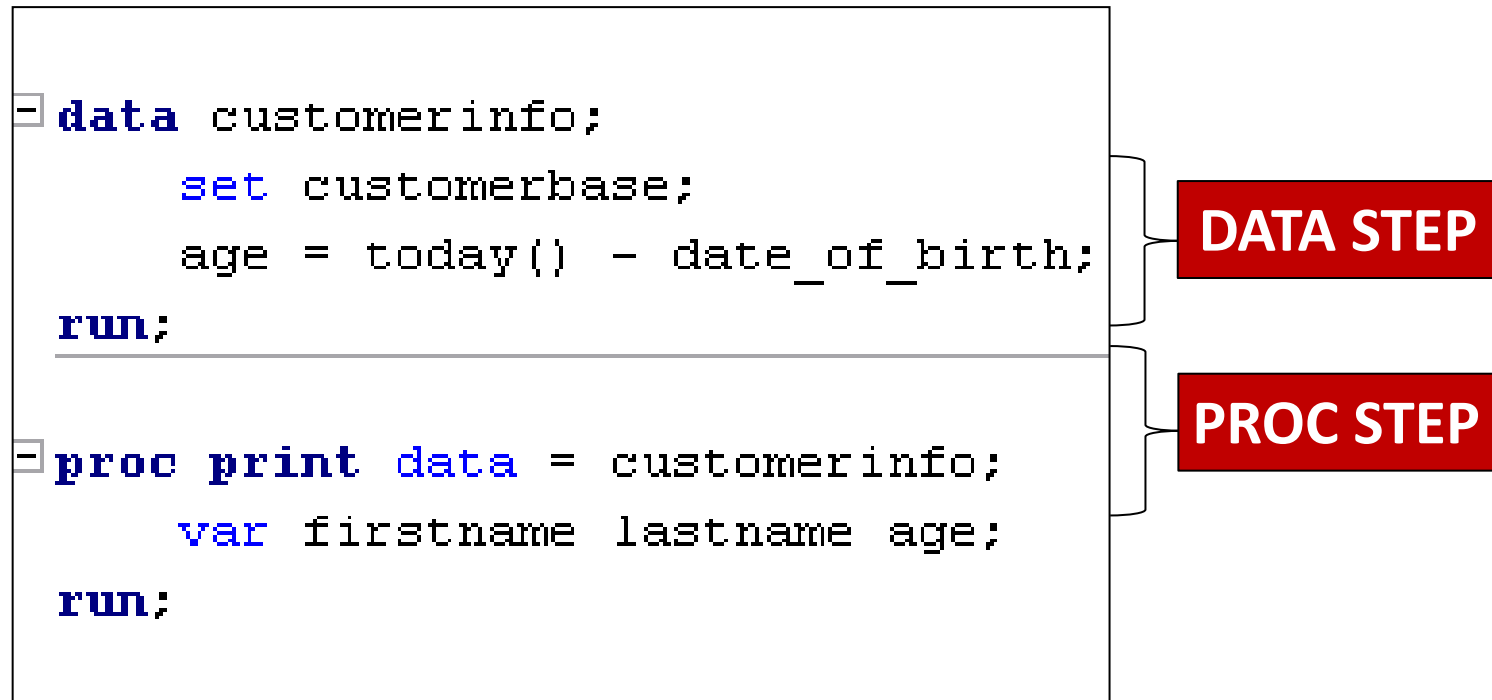 data customerinfo;
set customerbase;
age = today() - date_of_birth;
run;
DATA STEP
proc print data = customerinfo;
var firstname lastname age;
run;
PROC STEP